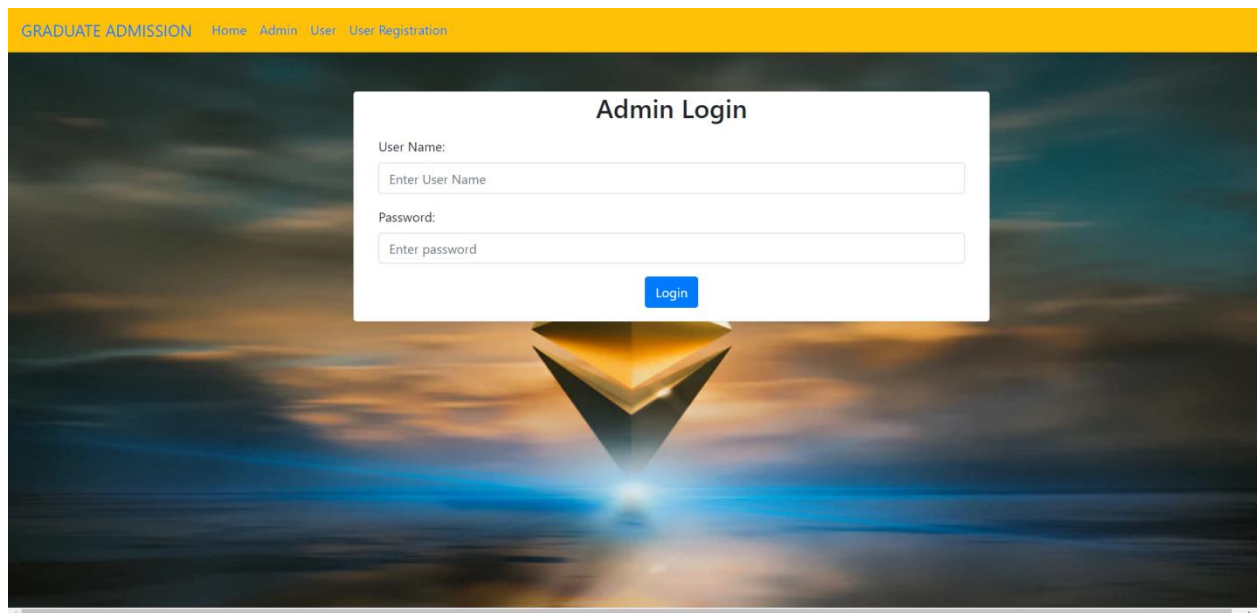 GRADUATE ADMISSION Home Admin User User Registration
Admin Login
User Name:
Enter User Name
Password:
Enter password
Login